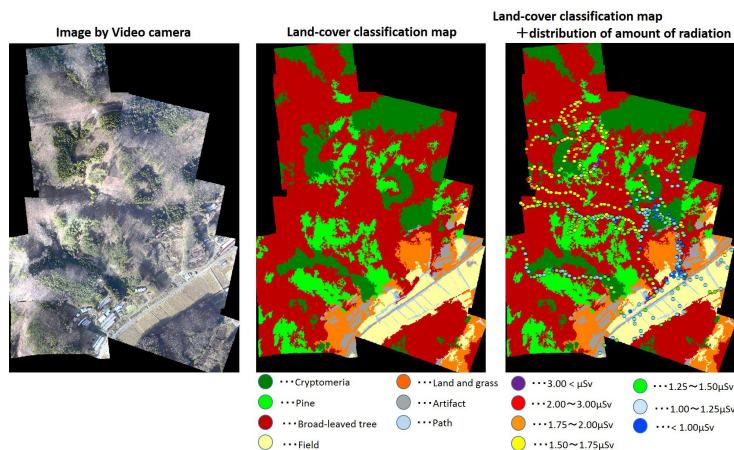 Image by Video camera
Land-cover classification map
Land-cover classification map
＋distribution of amount of radiation
･･･Cryptomeria
･･･Pine
･･･Broad-leaved tree
･･･Field
･･･Land and grass
･･･Artifact
･･･Path
･･･3.00 < μSv
･･･2.00～3.00μSv
･･･1.75～2.00μSv
･･･1.50～1.75μSv
･･･1.25～1.50μSv
･･･1.00～1.25μSv
･･･< 1.00μSv